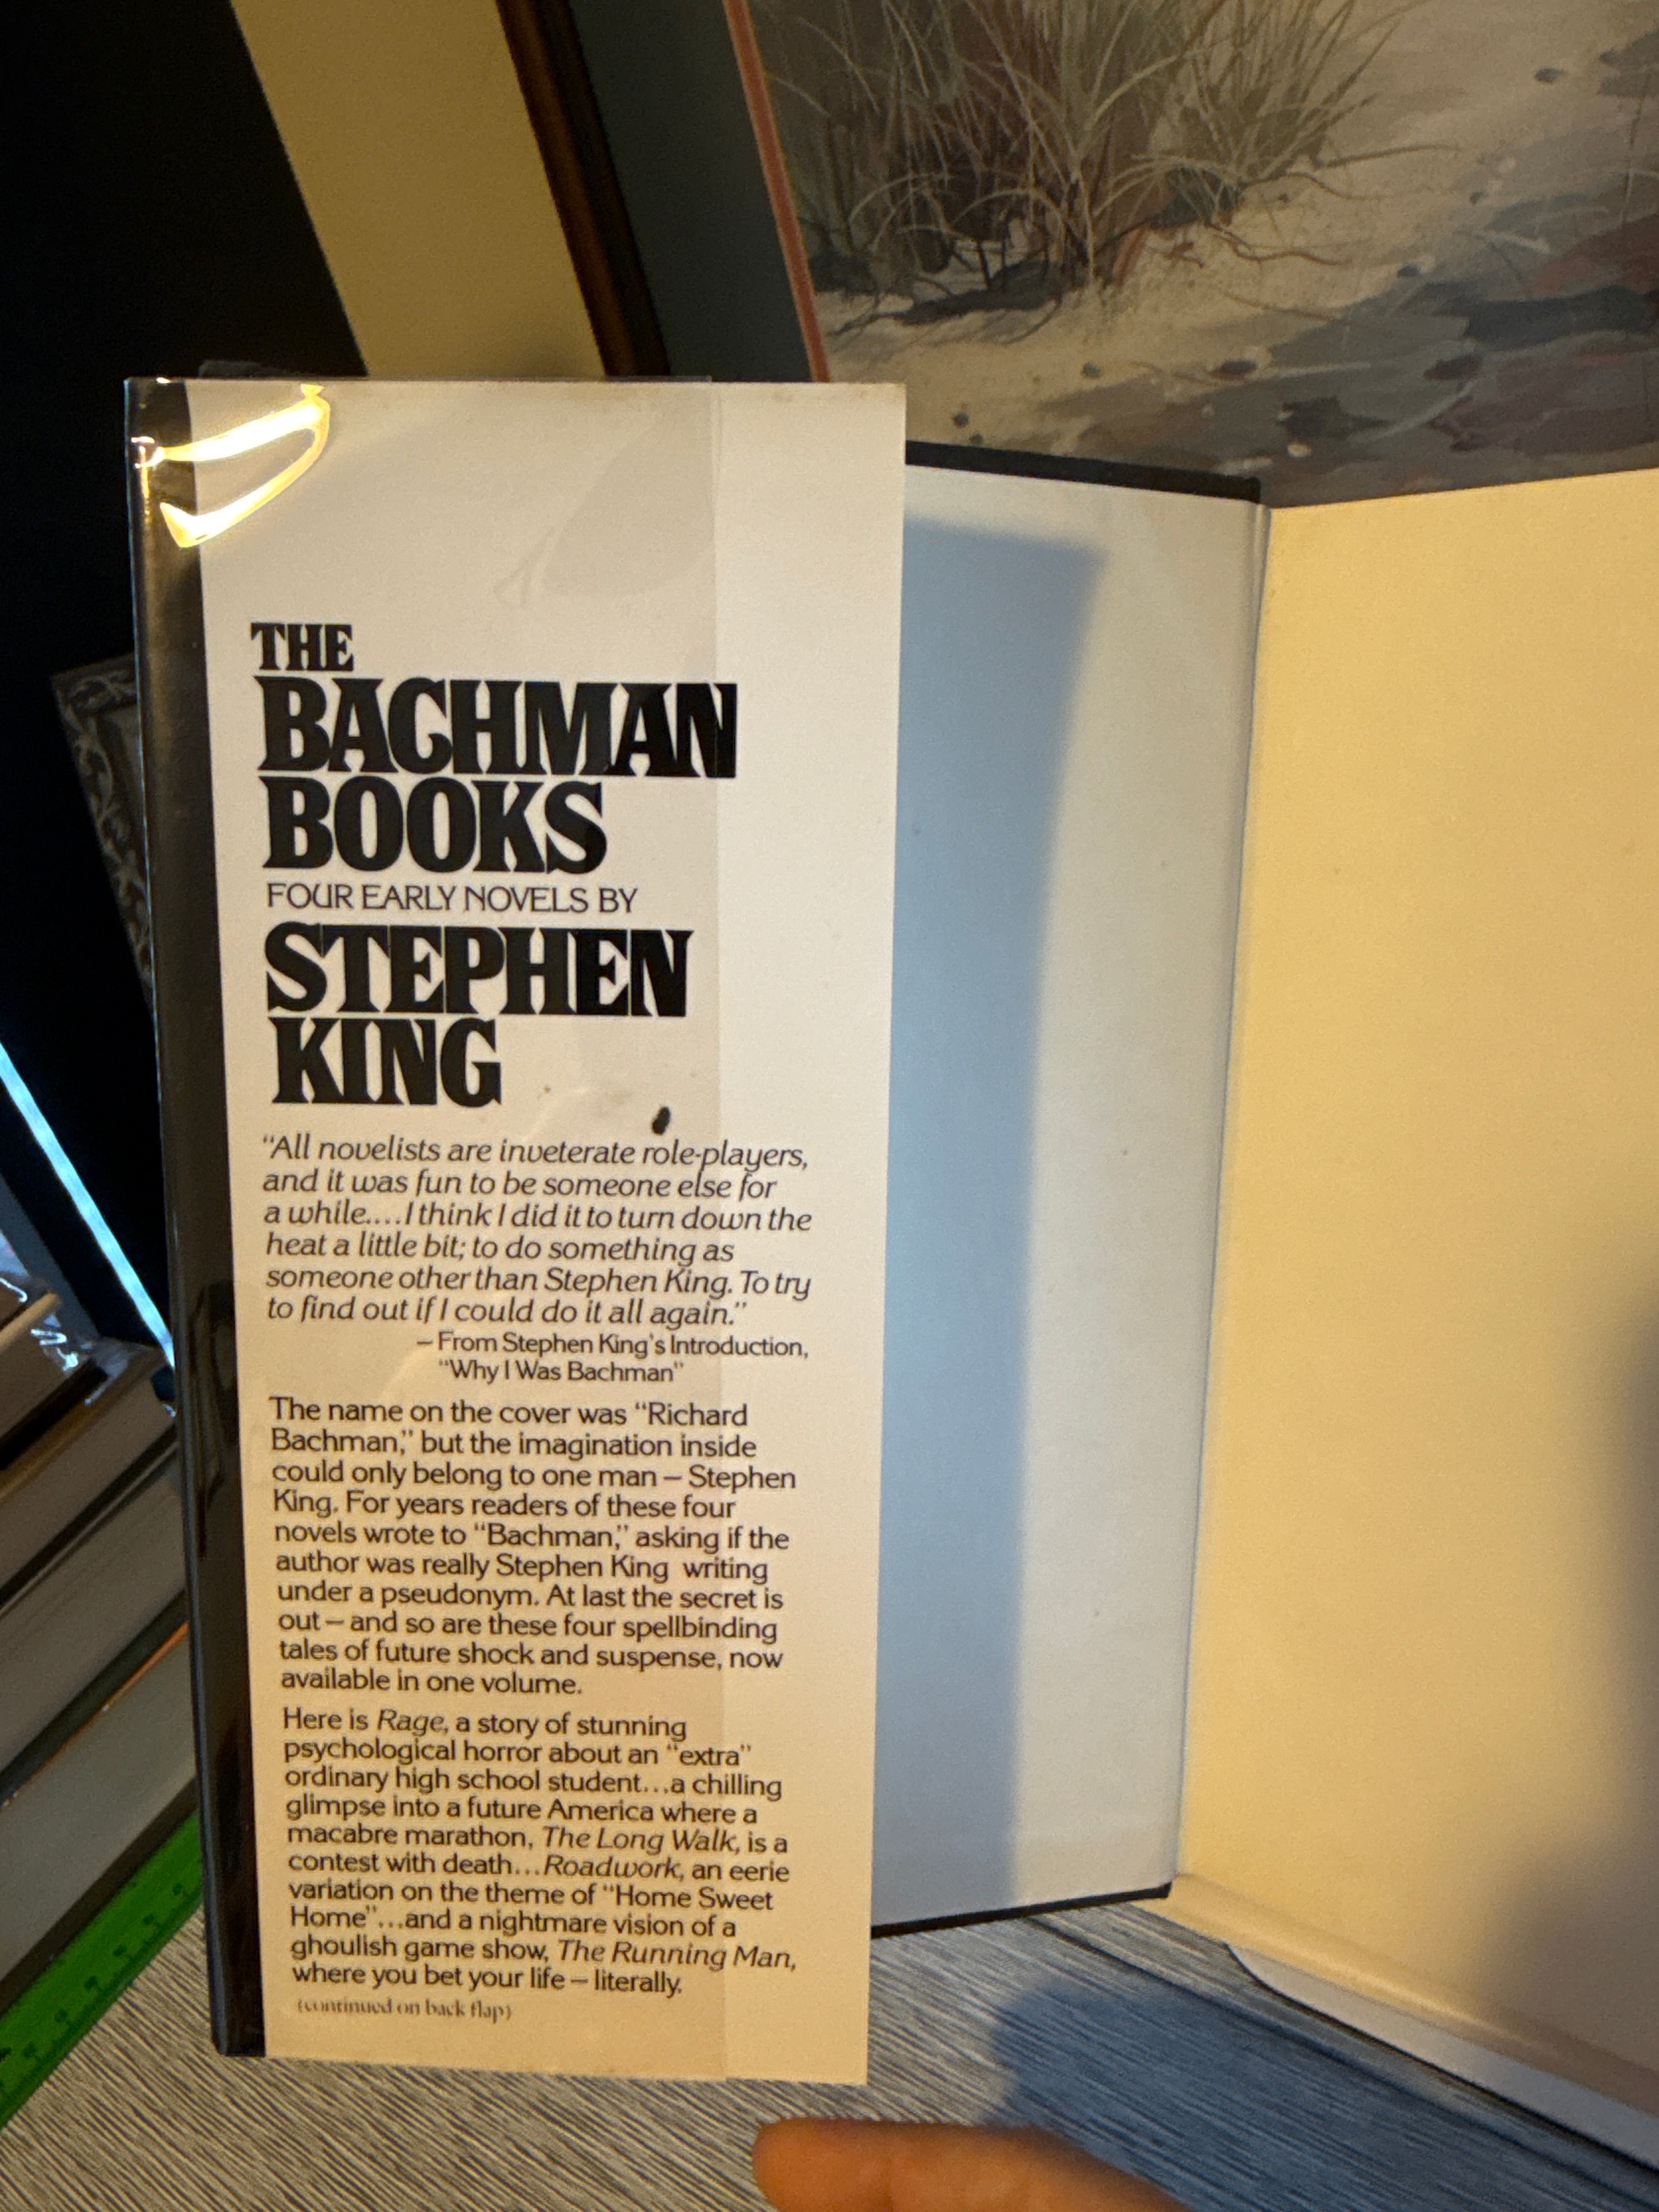 THE
BACHMAN
BOOKS
FOUR EARLY NOVELS BY
STEPHEN
KING
“All novelists are inveterate role-players,
and it was fun to be someone else for
a while....I think I did it to turn down the
heat a little bit; to do something as
someone other than Stephen King. To try
to find out if I could do it all again.”
– From Stephen King's Introduction,
“Why I Was Bachman”
The name on the cover was “Richard
Bachman,” but the imagination inside
could only belong to one man – Stephen
King. For years readers of these four
novels wrote to “Bachman,” asking if the
author was really Stephen King writing
under a pseudonym. At last the secret is
out – and so are these four spellbinding
tales of future shock and suspense, now
available in one volume.
Here is Rage, a story of stunning
psychological horror about an “extra”
ordinary high school student...a chilling
glimpse into a future America where a
macabre marathon, The Long Walk, is a
contest with death...Roadwork, an eerie
variation on the theme of “Home Sweet
Home”...and a nightmare vision of a
ghoulish game show, The Running Man,
where you bet your life – literally.
(continued on back flap)